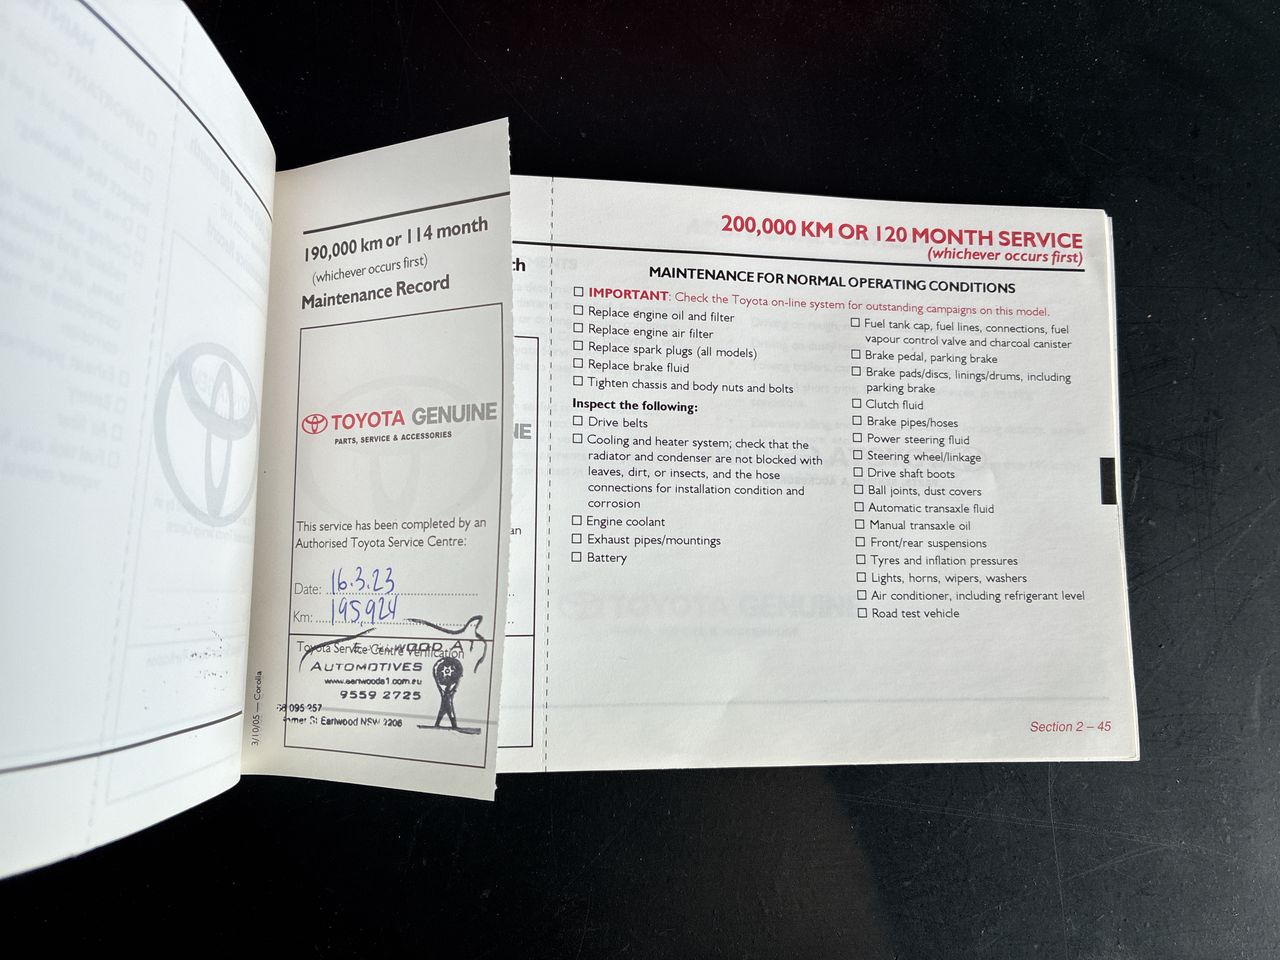 190,000 km or 114 month
(whichever occurs first)
Maintenance Record
TOYOTA GENUINE
PARTS, SERVICE & ACCESSORIES
This service has been completed by an
Authorised Toyota Service Centre:
Date: 16.3.23
Km: 195,924
Toyota Service Centre Verification
AUTOMOTIVES
www.earlwooda1.com.au
9559 2725
St Earlwood NSW 2206
3/10/05 — Corolla
th
NE
an
200,000 KM OR 120 MONTH SERVICE
(whichever occurs first)
MAINTENANCE FOR NORMAL OPERATING CONDITIONS
IMPORTANT: Check the Toyota on-line system for outstanding campaigns on this model.
Replace engine oil and filter
Replace engine air filter
Replace spark plugs (all models)
Replace brake fluid
Tighten chassis and body nuts and bolts
Inspect the following:
Drive belts
Cooling and heater system; check that the
radiator and condenser are not blocked with
leaves, dirt, or insects, and the hose
connections for installation condition and
corrosion
Engine coolant
Exhaust pipes/mountings
Battery
Fuel tank cap, fuel lines, connections, fuel
vapour control valve and charcoal canister
Brake pedal, parking brake
Brake pads/discs, linings/drums, including
parking brake
Clutch fluid
Brake pipes/hoses
Power steering fluid
Steering wheel/linkage
Drive shaft boots
Ball joints, dust covers
Automatic transaxle fluid
Manual transaxle oil
Front/rear suspensions
Tyres and inflation pressures
Lights, horns, wipers, washers
Air conditioner, including refrigerant level
Road test vehicle
Section 2 – 45